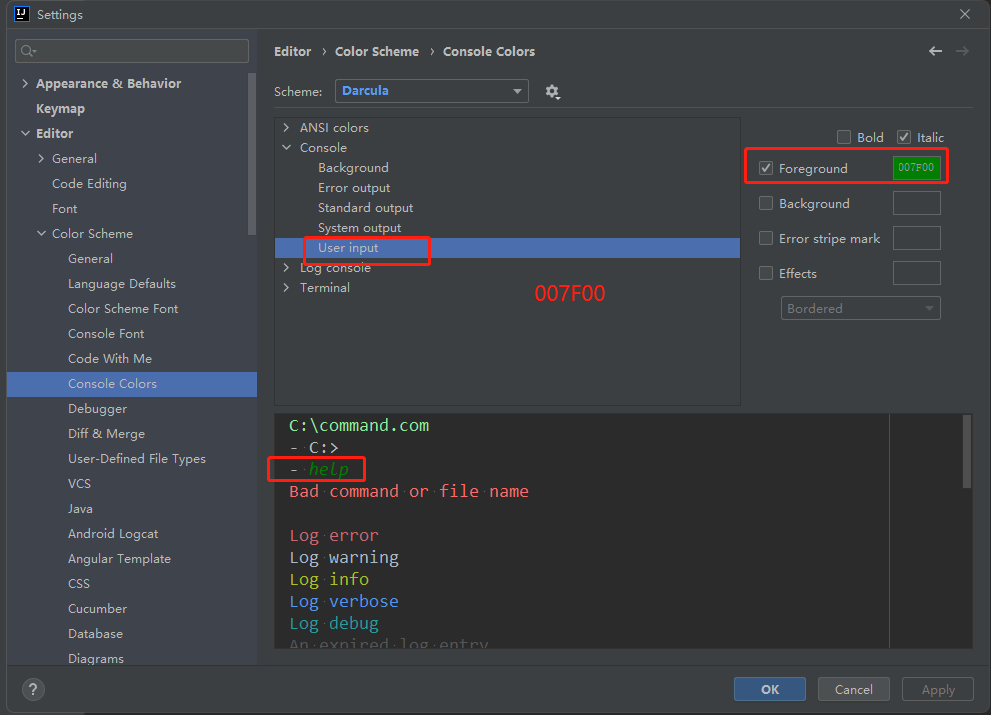 IJ Settings
Editor › Color Scheme › Console Colors
Scheme: Darcula
Appearance & Behavior
Keymap
Editor
General
Code Editing
Font
Color Scheme
General
Language Defaults
Color Scheme Font
Console Font
Code With Me
Console Colors
Debugger
Diff & Merge
User-Defined File Types
VCS
Java
Android Logcat
Angular Template
CSS
Cucumber
Database
Diagrams
ANSI colors
Console
Background
Error output
Standard output
System output
User input
Log console
Terminal
007F00
Bold Italic
Foreground 007F00
Background
Error stripe mark
Effects
Bordered
C:\command.com
- C:>
- help
Bad command or file name
Log error
Log warning
Log info
Log verbose
Log debug
An expired log entry
? OK Cancel Apply